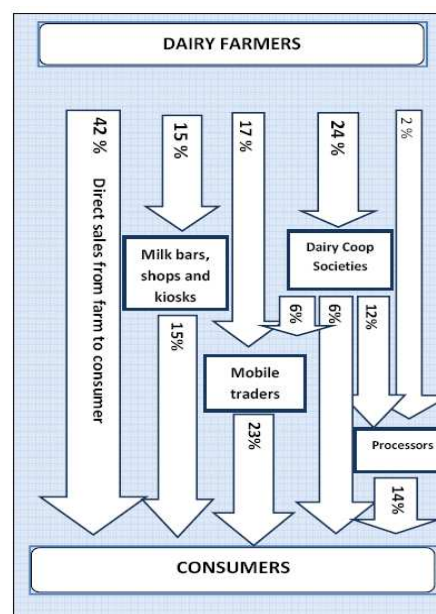 DAIRY FARMERS
42 %
Direct sales from farm to consumer
15 %
17 %
24 %
2 %
Milk bars,
shops and
kiosks
Dairy Coop
Societies
15%
6%
6%
12%
Mobile
traders
23%
Processors
14%
CONSUMERS